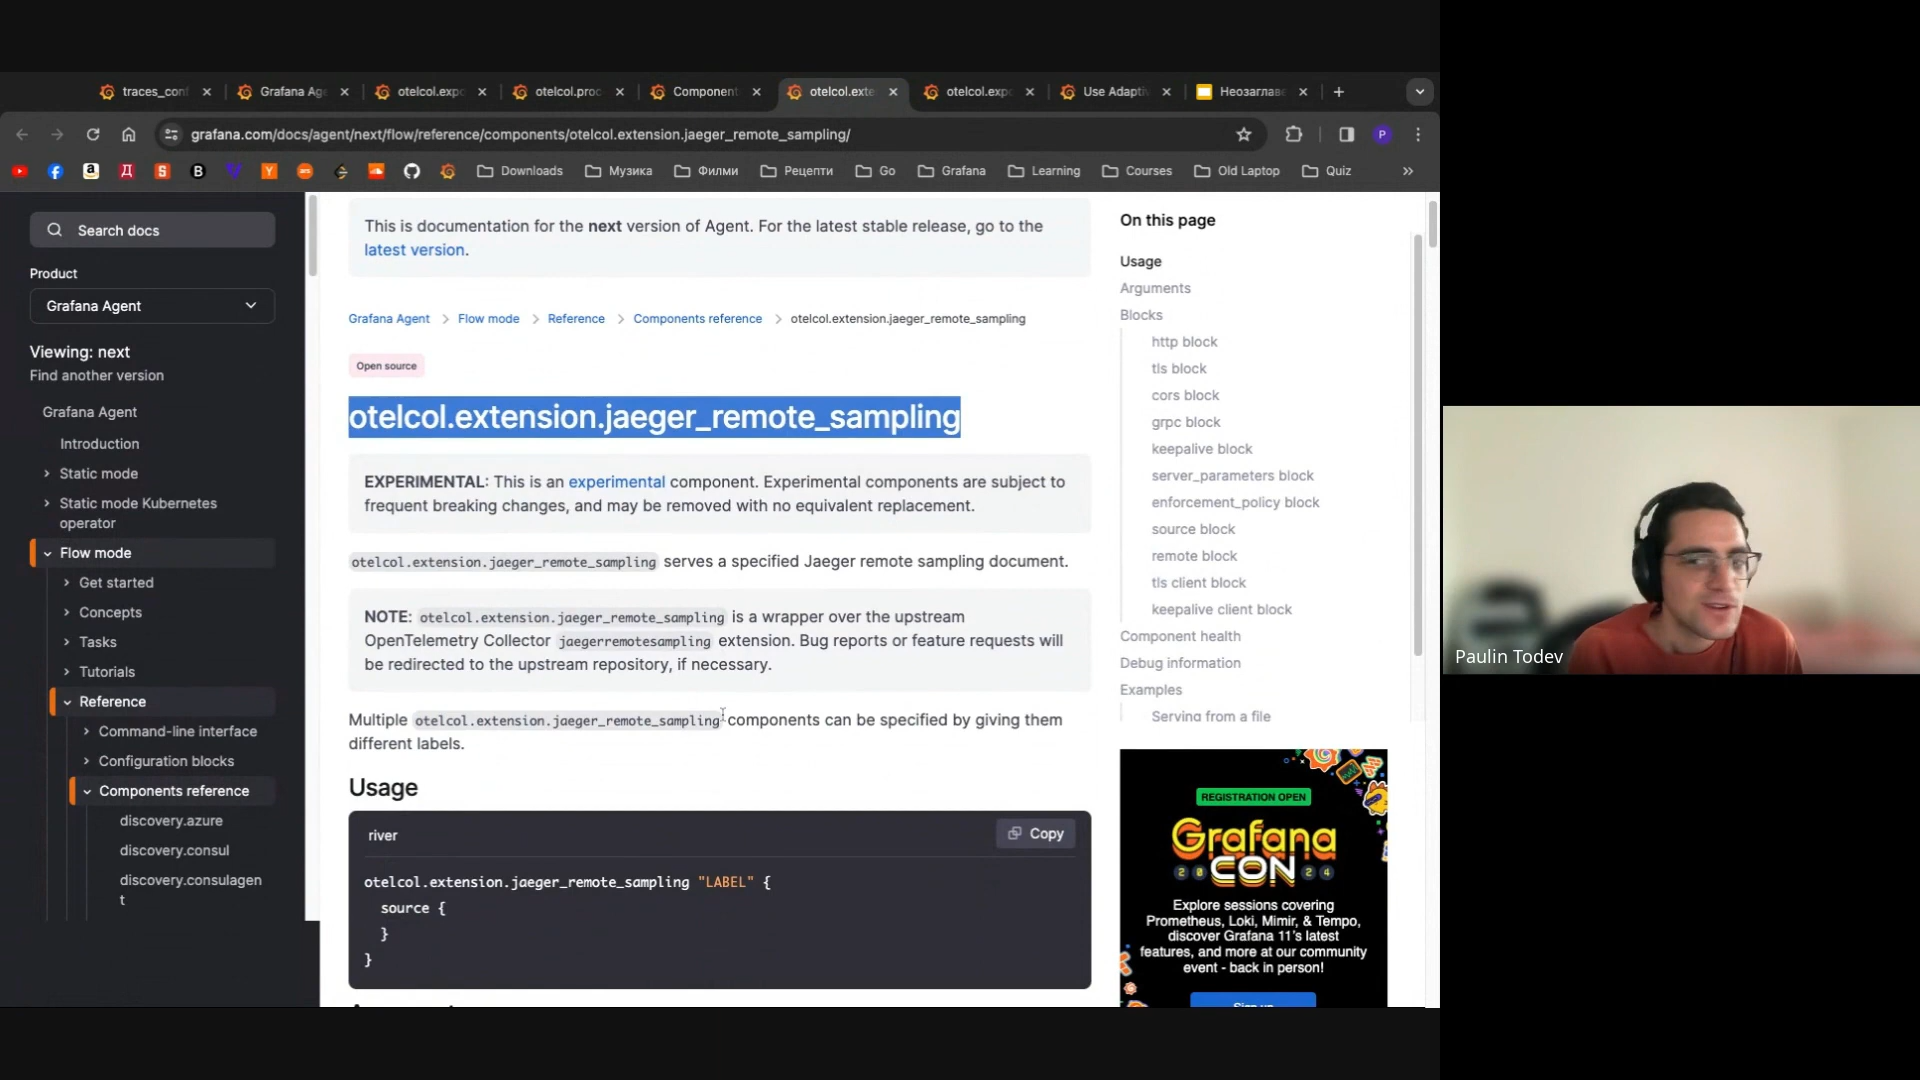 traces_conf
Grafana Age
otelcol.expo
otelcol.proc
Component
otelcol.exte
otelcol.expo
Use Adaptiv
Неозаглаве
grafana.com/docs/agent/next/flow/reference/components/otelcol.extension.jaeger_remote_sampling/
P
Downloads
Музика
Филми
Рецепти
Go
Grafana
Learning
Courses
Old Laptop
Quiz
Search docs
Product
Grafana Agent
Viewing: next
Find another version
Grafana Agent
Introduction
Static mode
Static mode Kubernetes
operator
Flow mode
Get started
Concepts
Tasks
Tutorials
Reference
Command-line interface
Configuration blocks
Components reference
discovery.azure
discovery.consul
discovery.consulagen
t
This is documentation for the next version of Agent. For the latest stable release, go to the
latest version.
Grafana Agent > Flow mode > Reference > Components reference > otelcol.extension.jaeger_remote_sampling
Open source
otelcol.extension.jaeger_remote_sampling
EXPERIMENTAL: This is an experimental component. Experimental components are subject to
frequent breaking changes, and may be removed with no equivalent replacement.
otelcol.extension.jaeger_remote_sampling serves a specified Jaeger remote sampling document.
NOTE: otelcol.extension.jaeger_remote_sampling is a wrapper over the upstream
OpenTelemetry Collector jaegerremotesampling extension. Bug reports or feature requests will
be redirected to the upstream repository, if necessary.
Multiple otelcol.extension.jaeger_remote_sampling components can be specified by giving them
different labels.
Usage
river
Copy
otelcol.extension.jaeger_remote_sampling "LABEL" {
source {
}
}
On this page
Usage
Arguments
Blocks
http block
tls block
cors block
grpc block
keepalive block
server_parameters block
enforcement_policy block
source block
remote block
tls client block
keepalive client block
Component health
Debug information
Examples
Serving from a file
REGISTRATION OPEN
Grafana
CON
2024
Explore sessions covering
Prometheus, Loki, Mimir, & Tempo,
discover Grafana 11's latest
features, and more at our community
event - back in person!
Paulin Todev